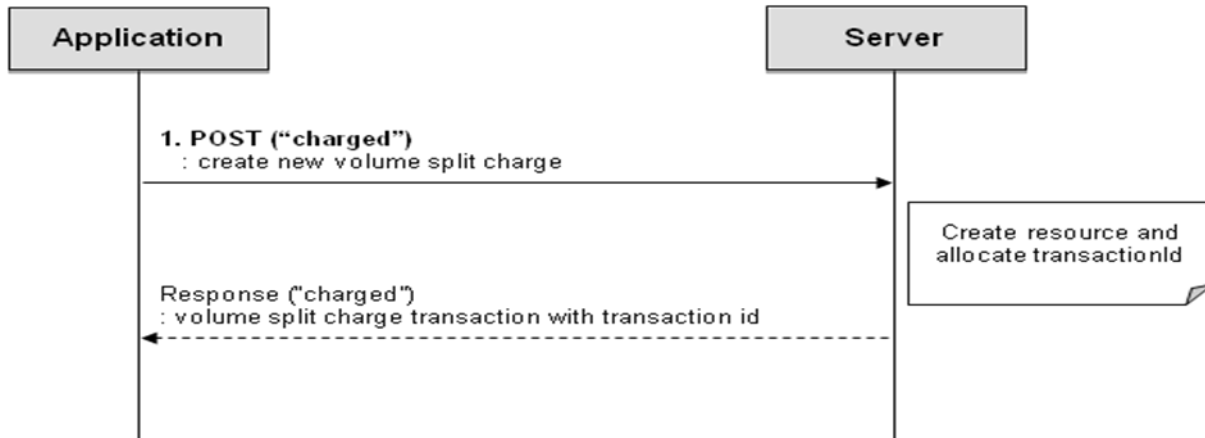 Application
Server
1. POST (“charged”)
: create new volume split charge
Create resource and
allocate transactionId
Response ("charged")
: volume split charge transaction with transaction id